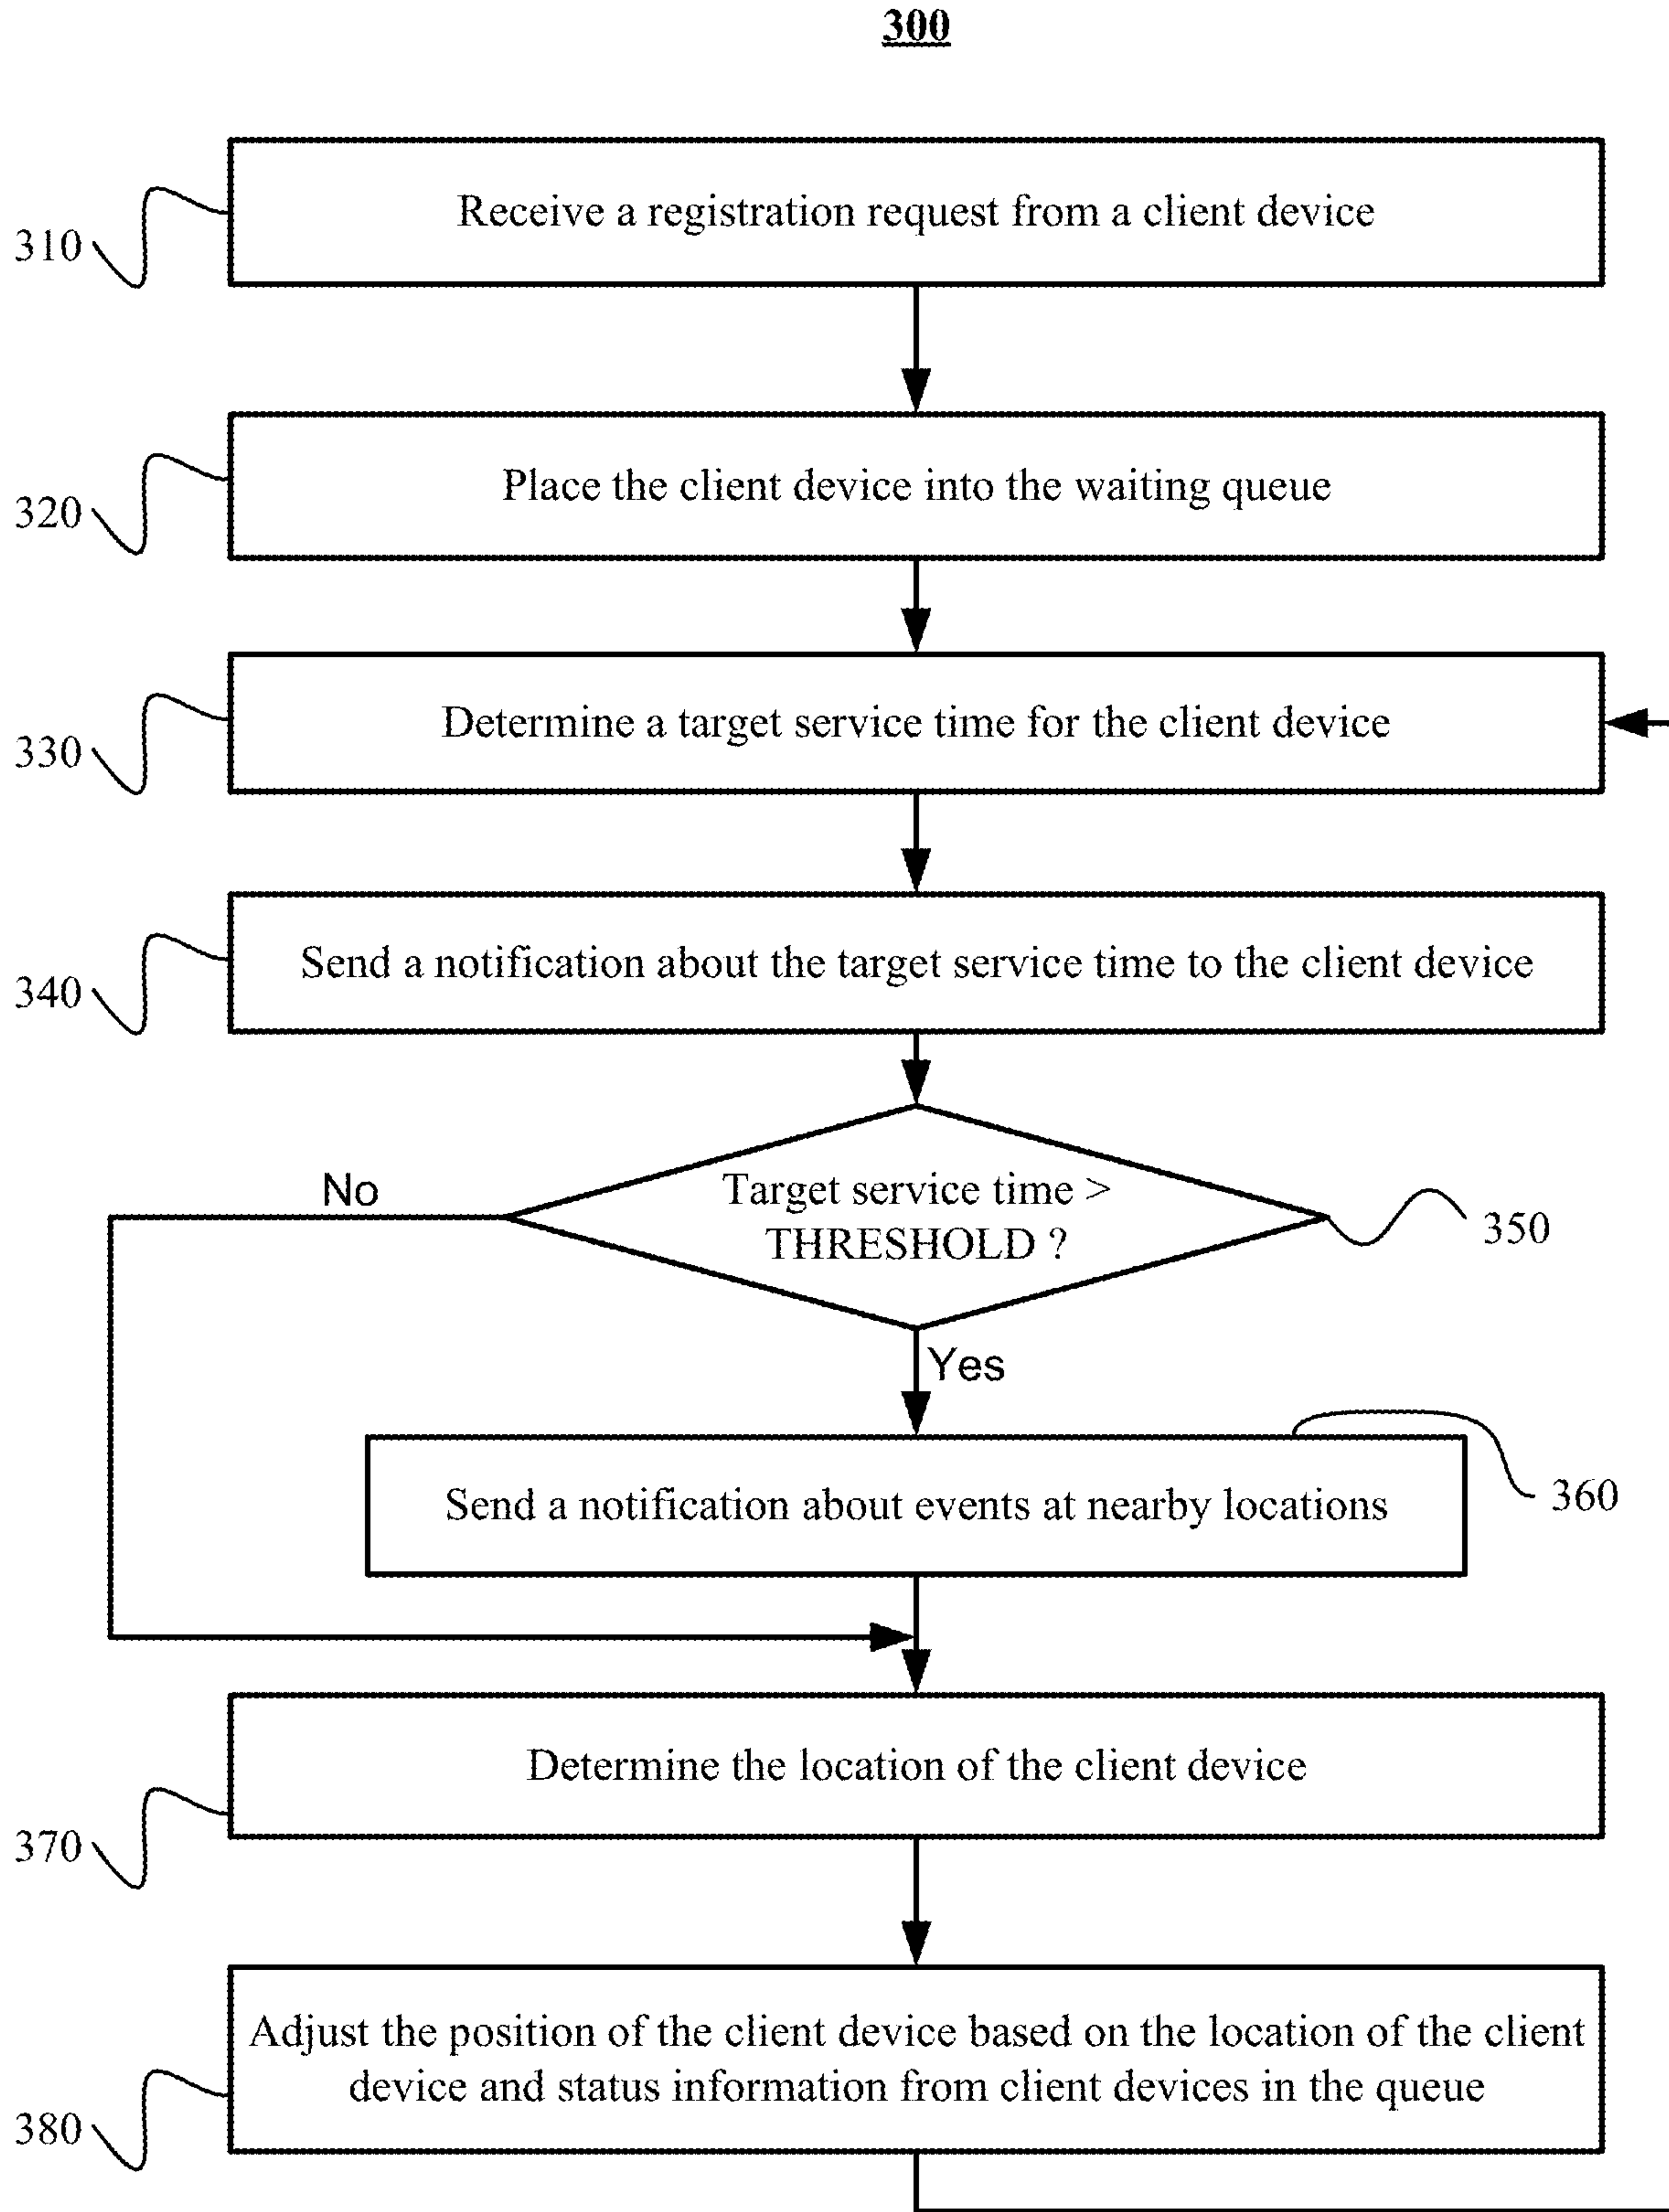 300
Receive a registration request from a client device
310
Place the client device into the waiting queue
320
Determine a target service time for the client device
330
Send a notification about the target service time to the client device
340
No
Target service time >
THRESHOLD ?
350
Yes
Send a notification about events at nearby locations
360
Determine the location of the client device
370
Adjust the position of the client device based on the location of the client
device and status information from client devices in the queue
380